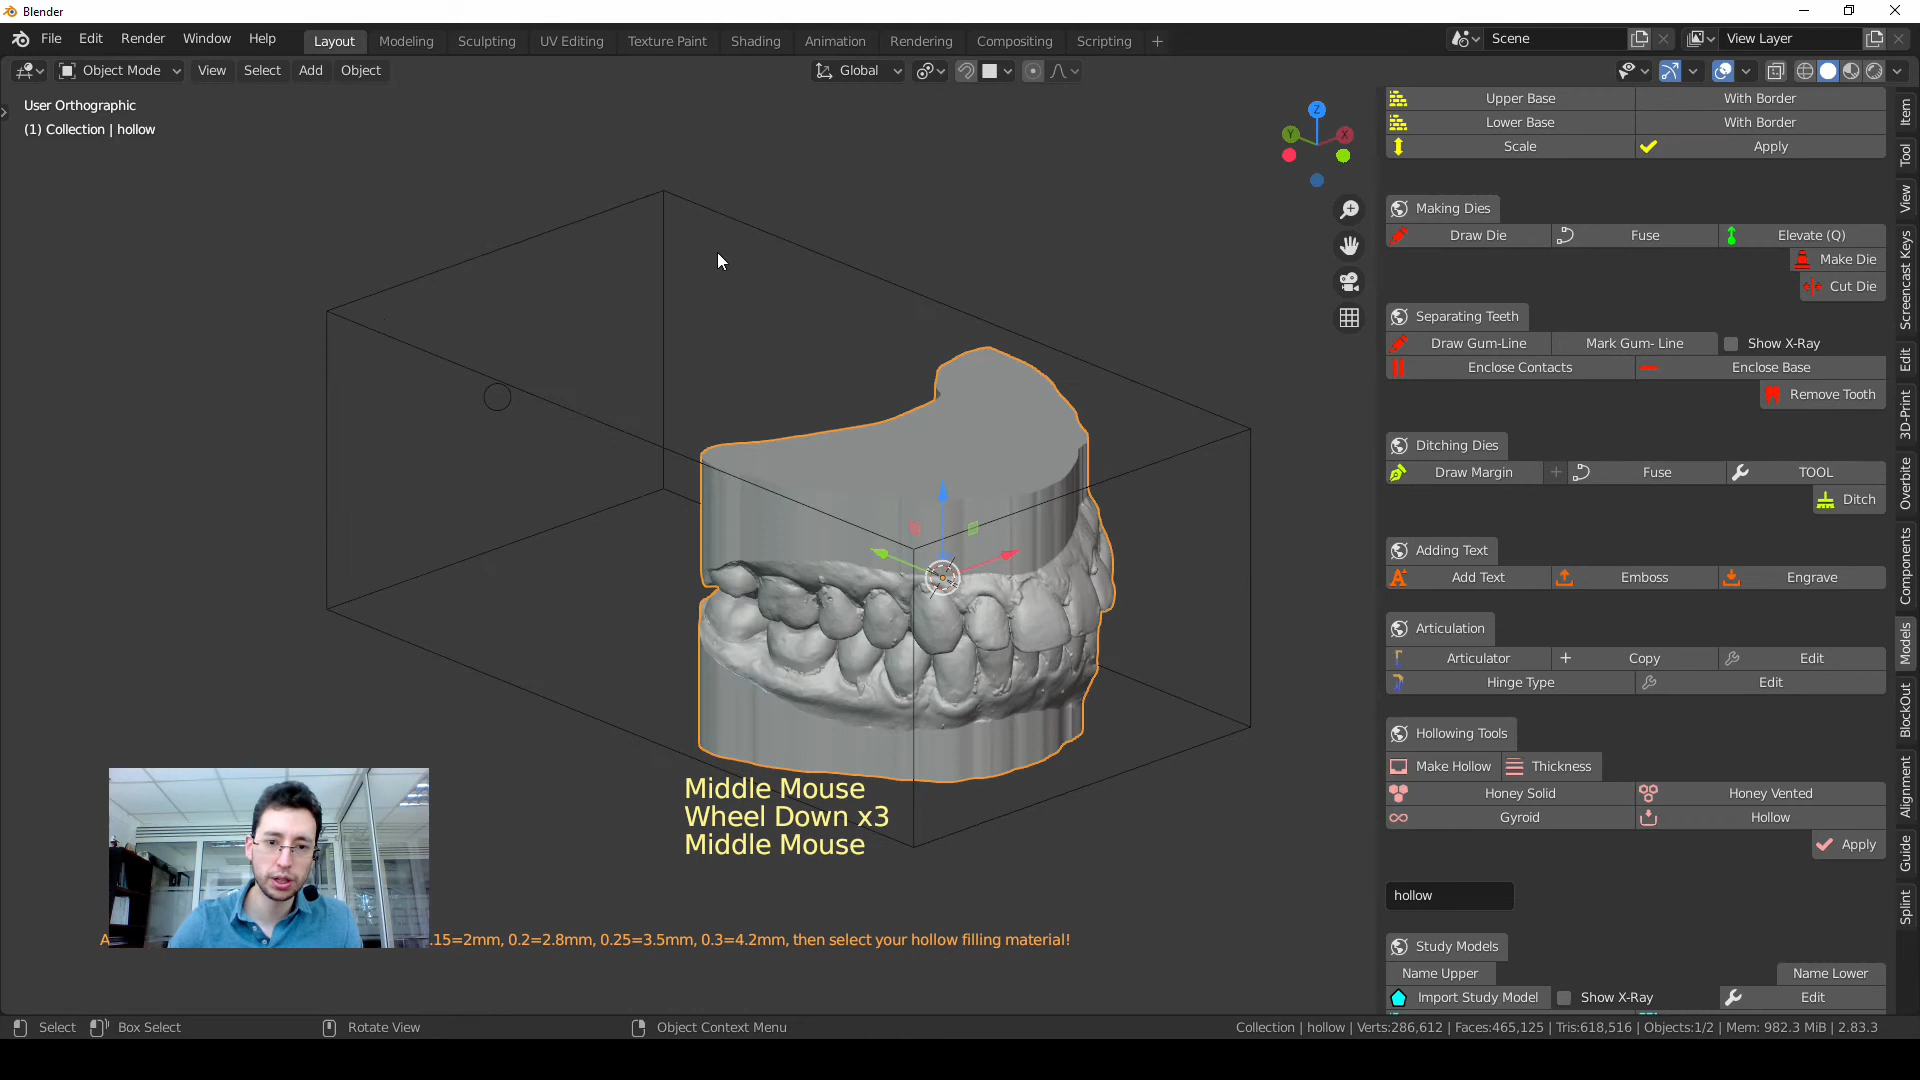 Blender
File Edit Render Window Help Layout Modeling Sculpting UV Editing Texture Paint Shading Animation Rendering Compositing Scripting + Scene View Layer
Object Mode View Select Add Object Global
User Orthographic
(1) Collection | hollow
Z
Y
X
Upper Base With Border
Lower Base With Border
Scale Apply
Making Dies
Draw Die Fuse Elevate (Q)
Make Die
Cut Die
Separating Teeth
Draw Gum-Line Mark Gum- Line Show X-Ray
Enclose Contacts Enclose Base
Remove Tooth
Ditching Dies
Draw Margin + Fuse TOOL
Ditch
Adding Text
Add Text Emboss Engrave
Articulation
Articulator Copy Edit
Hinge Type Edit
Hollowing Tools
Make Hollow Thickness
Honey Solid Honey Vented
Gyroid Hollow
Apply
hollow
Study Models
Name Upper Name Lower
Import Study Model Show X-Ray Edit
Item
Tool
View
Screencast Keys
Edit
3D-Print
Overbite
Components
Models
BlockOut
Alignment
Guide
Splint
Middle Mouse
Wheel Down x3
Middle Mouse
A .15=2mm, 0.2=2.8mm, 0.25=3.5mm, 0.3=4.2mm, then select your hollow filling material!
Select Box Select Rotate View Object Context Menu Collection | hollow | Verts:286,612 | Faces:465,125 | Tris:618,516 | Objects:1/2 | Mem: 982.3 MiB | 2.83.3